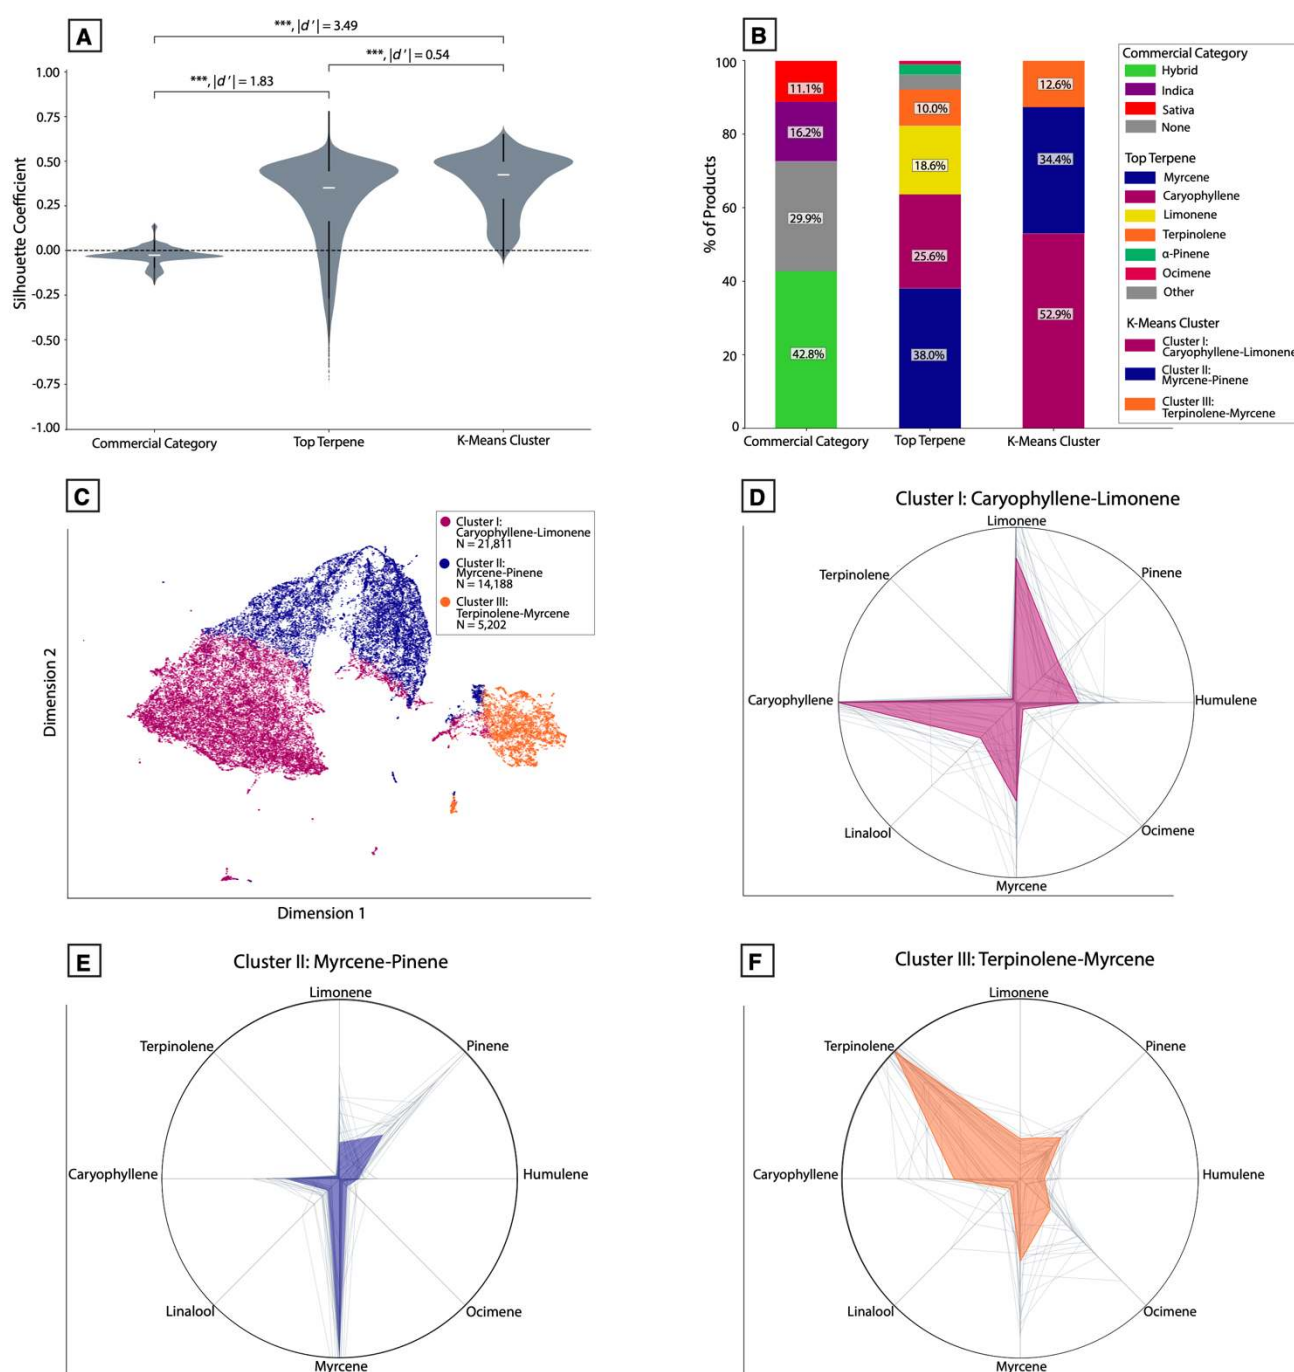 A
***, |d'| = 3.49
***, |d'| = 0.54
***, |d'| = 1.83
1.00
0.75
0.50
0.25
0.00
-0.25
-0.50
-0.75
-1.00
Silhouette Coefficient
Commercial Category
Top Terpene
K-Means Cluster
B
100
80
60
40
20
0
% of Products
11.1%
16.2%
29.9%
42.8%
10.0%
18.6%
25.6%
38.0%
12.6%
34.4%
52.9%
Commercial Category
Top Terpene
K-Means Cluster
Commercial Category
Hybrid
Indica
Sativa
None
Top Terpene
Myrcene
Caryophyllene
Limonene
Terpinolene
α-Pinene
Ocimene
Other
K-Means Cluster
Cluster I:
Caryophyllene-Limonene
Cluster II:
Myrcene-Pinene
Cluster III:
Terpinolene-Myrcene
C
Cluster I:
Caryophyllene-Limonene
N = 21,811
Cluster II:
Myrcene-Pinene
N = 14,188
Cluster III:
Terpinolene-Myrcene
N = 5,202
Dimension 2
Dimension 1
D
Cluster I: Caryophyllene-Limonene
Limonene
Terpinolene
Pinene
Caryophyllene
Humulene
Linalool
Ocimene
Myrcene
E
Cluster II: Myrcene-Pinene
Limonene
Terpinolene
Pinene
Caryophyllene
Humulene
Linalool
Ocimene
Myrcene
F
Cluster III: Terpinolene-Myrcene
Limonene
Terpinolene
Pinene
Caryophyllene
Humulene
Linalool
Ocimene
Myrcene